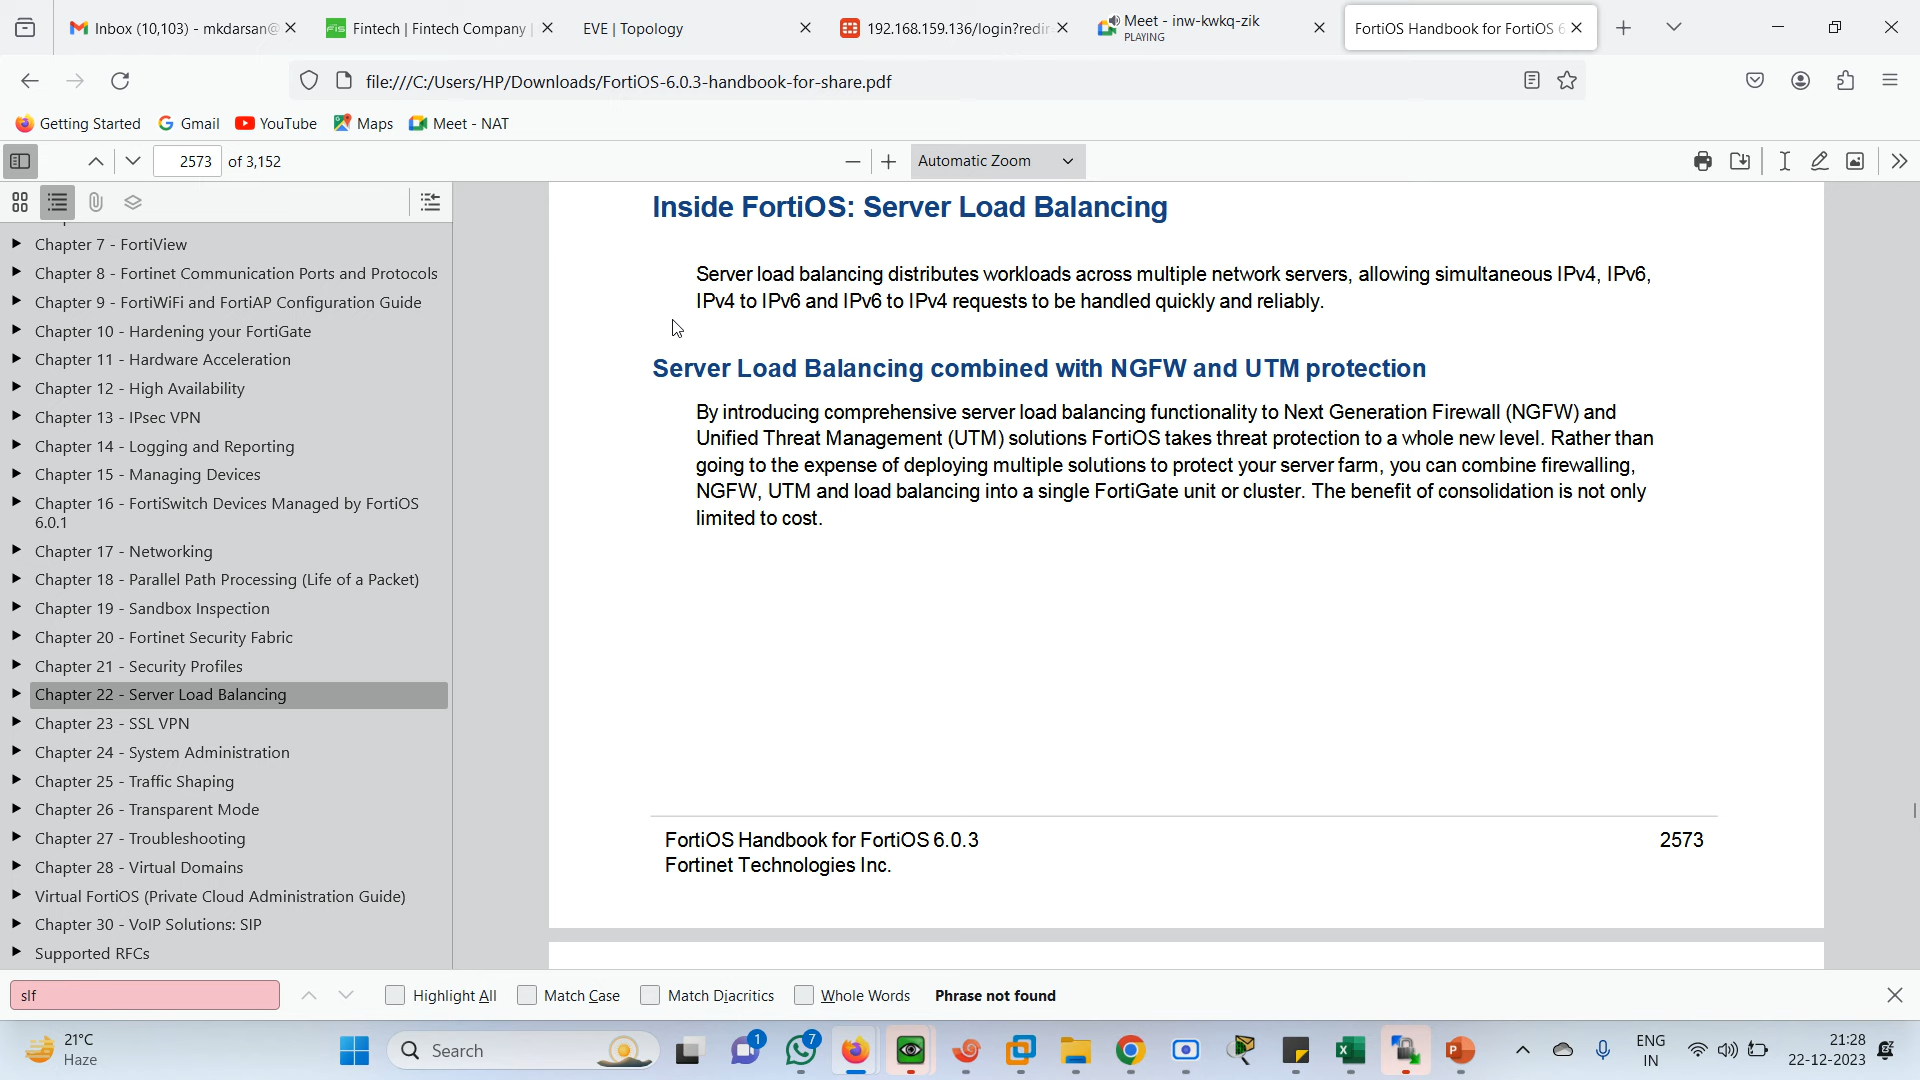 Inbox (10,103) - mkdarsan@
Fintech | Fintech Company |
EVE | Topology
192.168.159.136/login?redir
Meet - inw-kwkq-zik
PLAYING
FortiOS Handbook for FortiOS 6
file:///C:/Users/HP/Downloads/FortiOS-6.0.3-handbook-for-share.pdf
Getting Started
Gmail
YouTube
Maps
Meet - NAT
2573 of 3,152
Automatic Zoom
Chapter 7 - FortiView
Chapter 8 - Fortinet Communication Ports and Protocols
Chapter 9 - FortiWiFi and FortiAP Configuration Guide
Chapter 10 - Hardening your FortiGate
Chapter 11 - Hardware Acceleration
Chapter 12 - High Availability
Chapter 13 - IPsec VPN
Chapter 14 - Logging and Reporting
Chapter 15 - Managing Devices
Chapter 16 - FortiSwitch Devices Managed by FortiOS
6.0.1
Chapter 17 - Networking
Chapter 18 - Parallel Path Processing (Life of a Packet)
Chapter 19 - Sandbox Inspection
Chapter 20 - Fortinet Security Fabric
Chapter 21 - Security Profiles
Chapter 22 - Server Load Balancing
Chapter 23 - SSL VPN
Chapter 24 - System Administration
Chapter 25 - Traffic Shaping
Chapter 26 - Transparent Mode
Chapter 27 - Troubleshooting
Chapter 28 - Virtual Domains
Virtual FortiOS (Private Cloud Administration Guide)
Chapter 30 - VoIP Solutions: SIP
Supported RFCs
Inside FortiOS: Server Load Balancing
Server load balancing distributes workloads across multiple network servers, allowing simultaneous IPv4, IPv6,
IPv4 to IPv6 and IPv6 to IPv4 requests to be handled quickly and reliably.
Server Load Balancing combined with NGFW and UTM protection
By introducing comprehensive server load balancing functionality to Next Generation Firewall (NGFW) and
Unified Threat Management (UTM) solutions FortiOS takes threat protection to a whole new level. Rather than
going to the expense of deploying multiple solutions to protect your server farm, you can combine firewalling,
NGFW, UTM and load balancing into a single FortiGate unit or cluster. The benefit of consolidation is not only
limited to cost.
FortiOS Handbook for FortiOS 6.0.3
2573
Fortinet Technologies Inc.
slf
Highlight All
Match Case
Match Diacritics
Whole Words
Phrase not found
21°C
Haze
Search
1
7
ENG
IN
21:28
22-12-2023